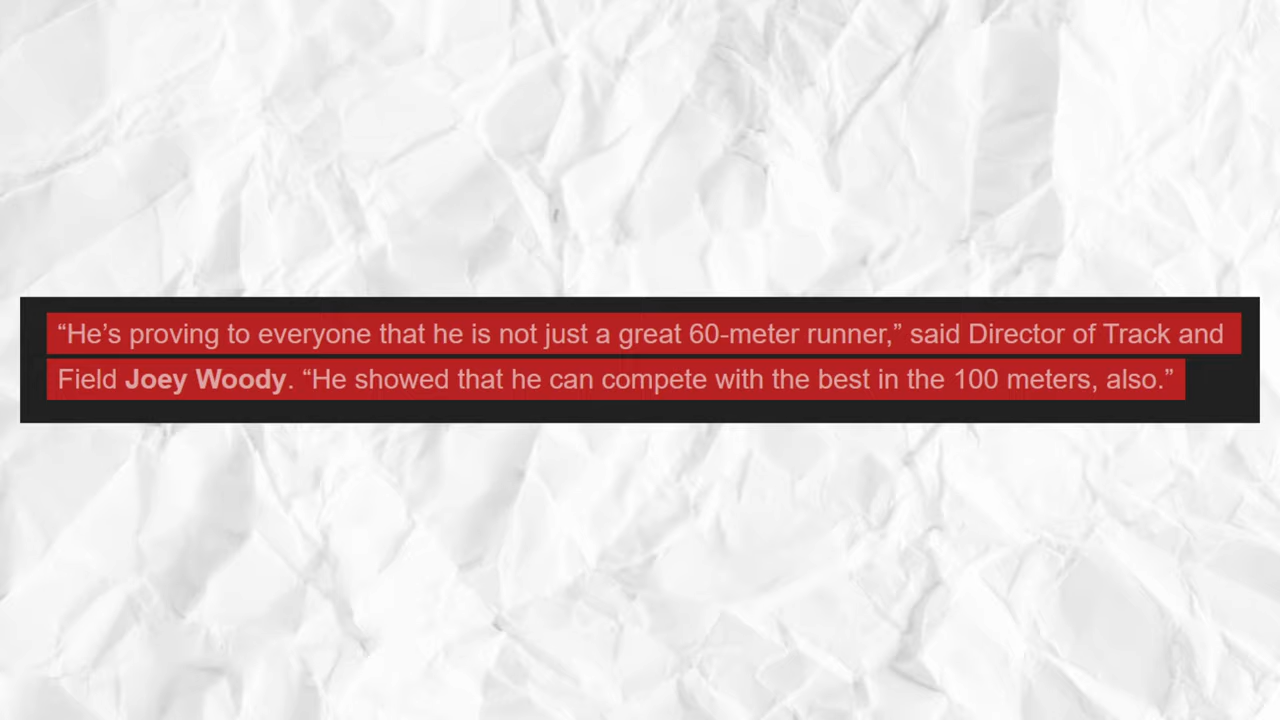 “He’s proving to everyone that he is not just a great 60-meter runner,” said Director of Track and
Field Joey Woody. “He showed that he can compete with the best in the 100 meters, also.”